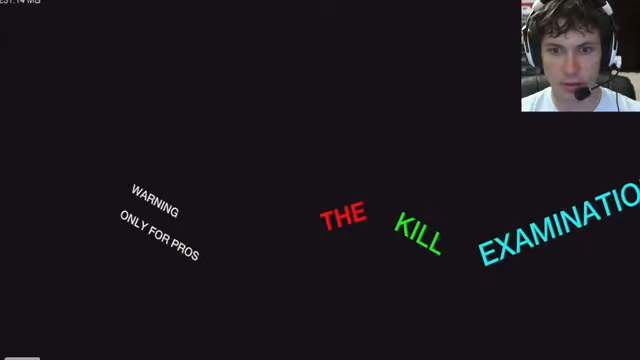 WARNING
ONLY FOR PROS
THE KILL EXAMINATIO